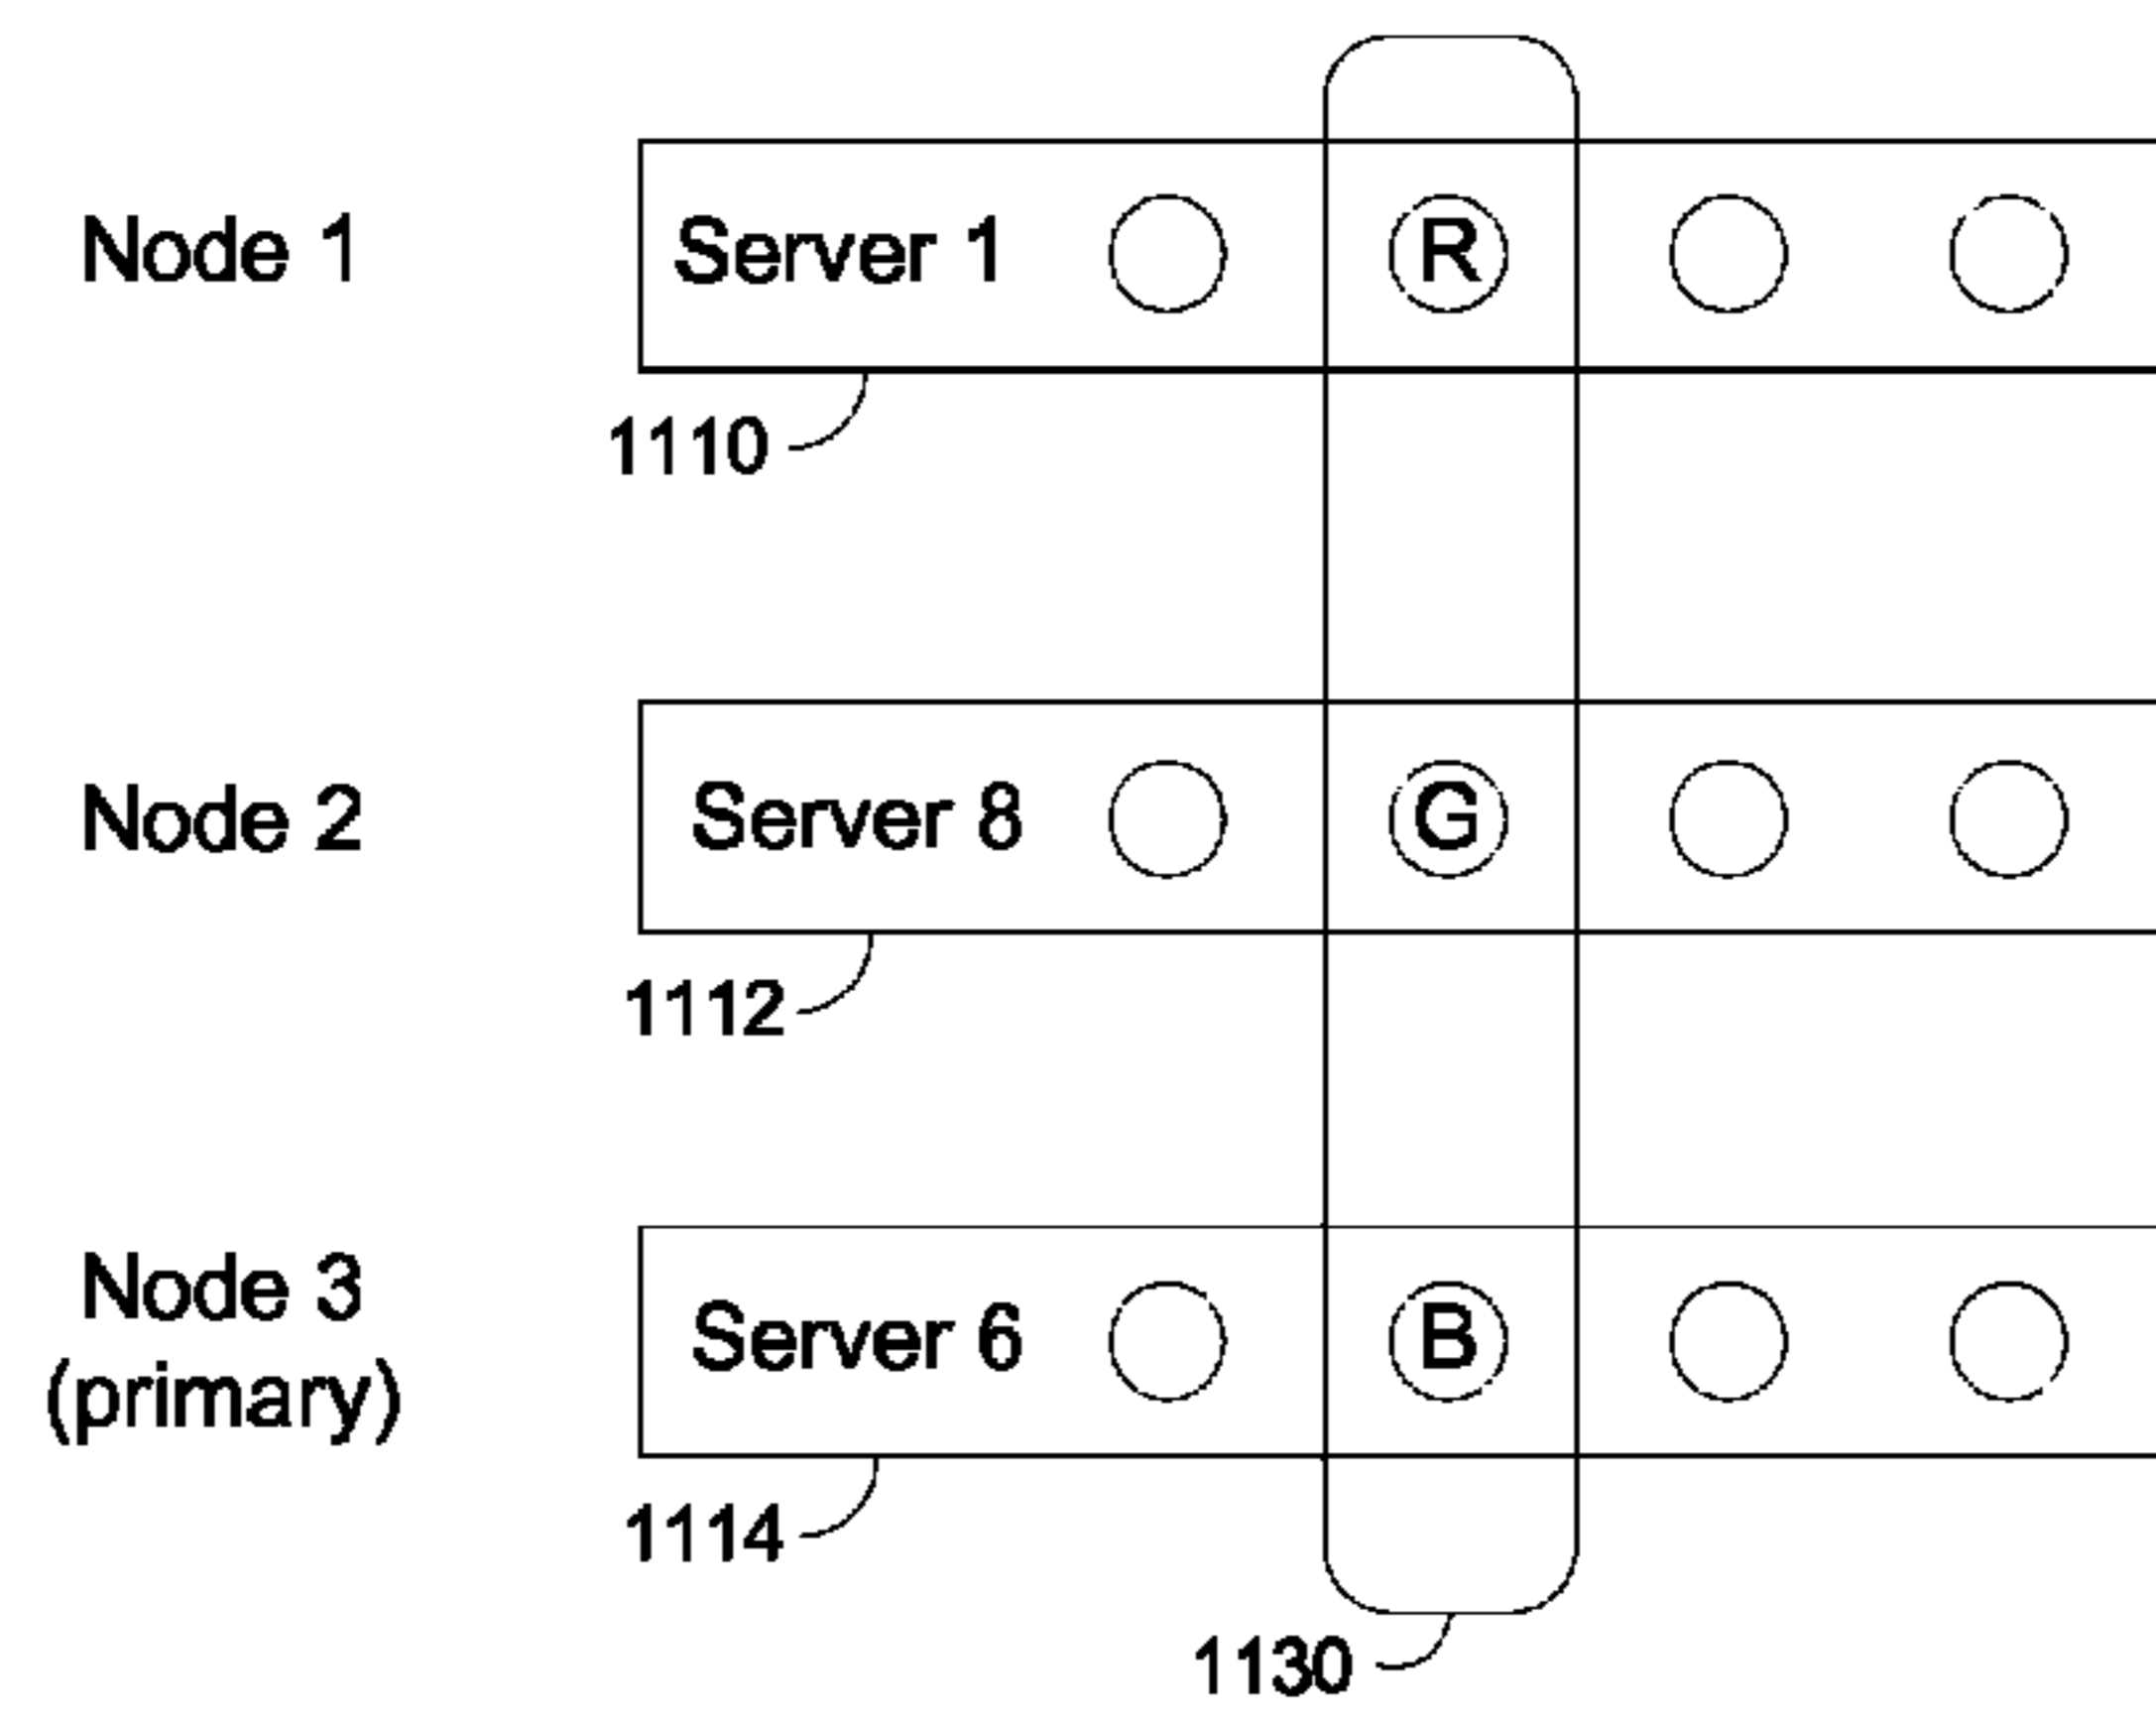 Node 1
Server 1
R
1110
Node 2
Server 8
G
1112
Node 3
(primary)
Server 6
B
1114
1130